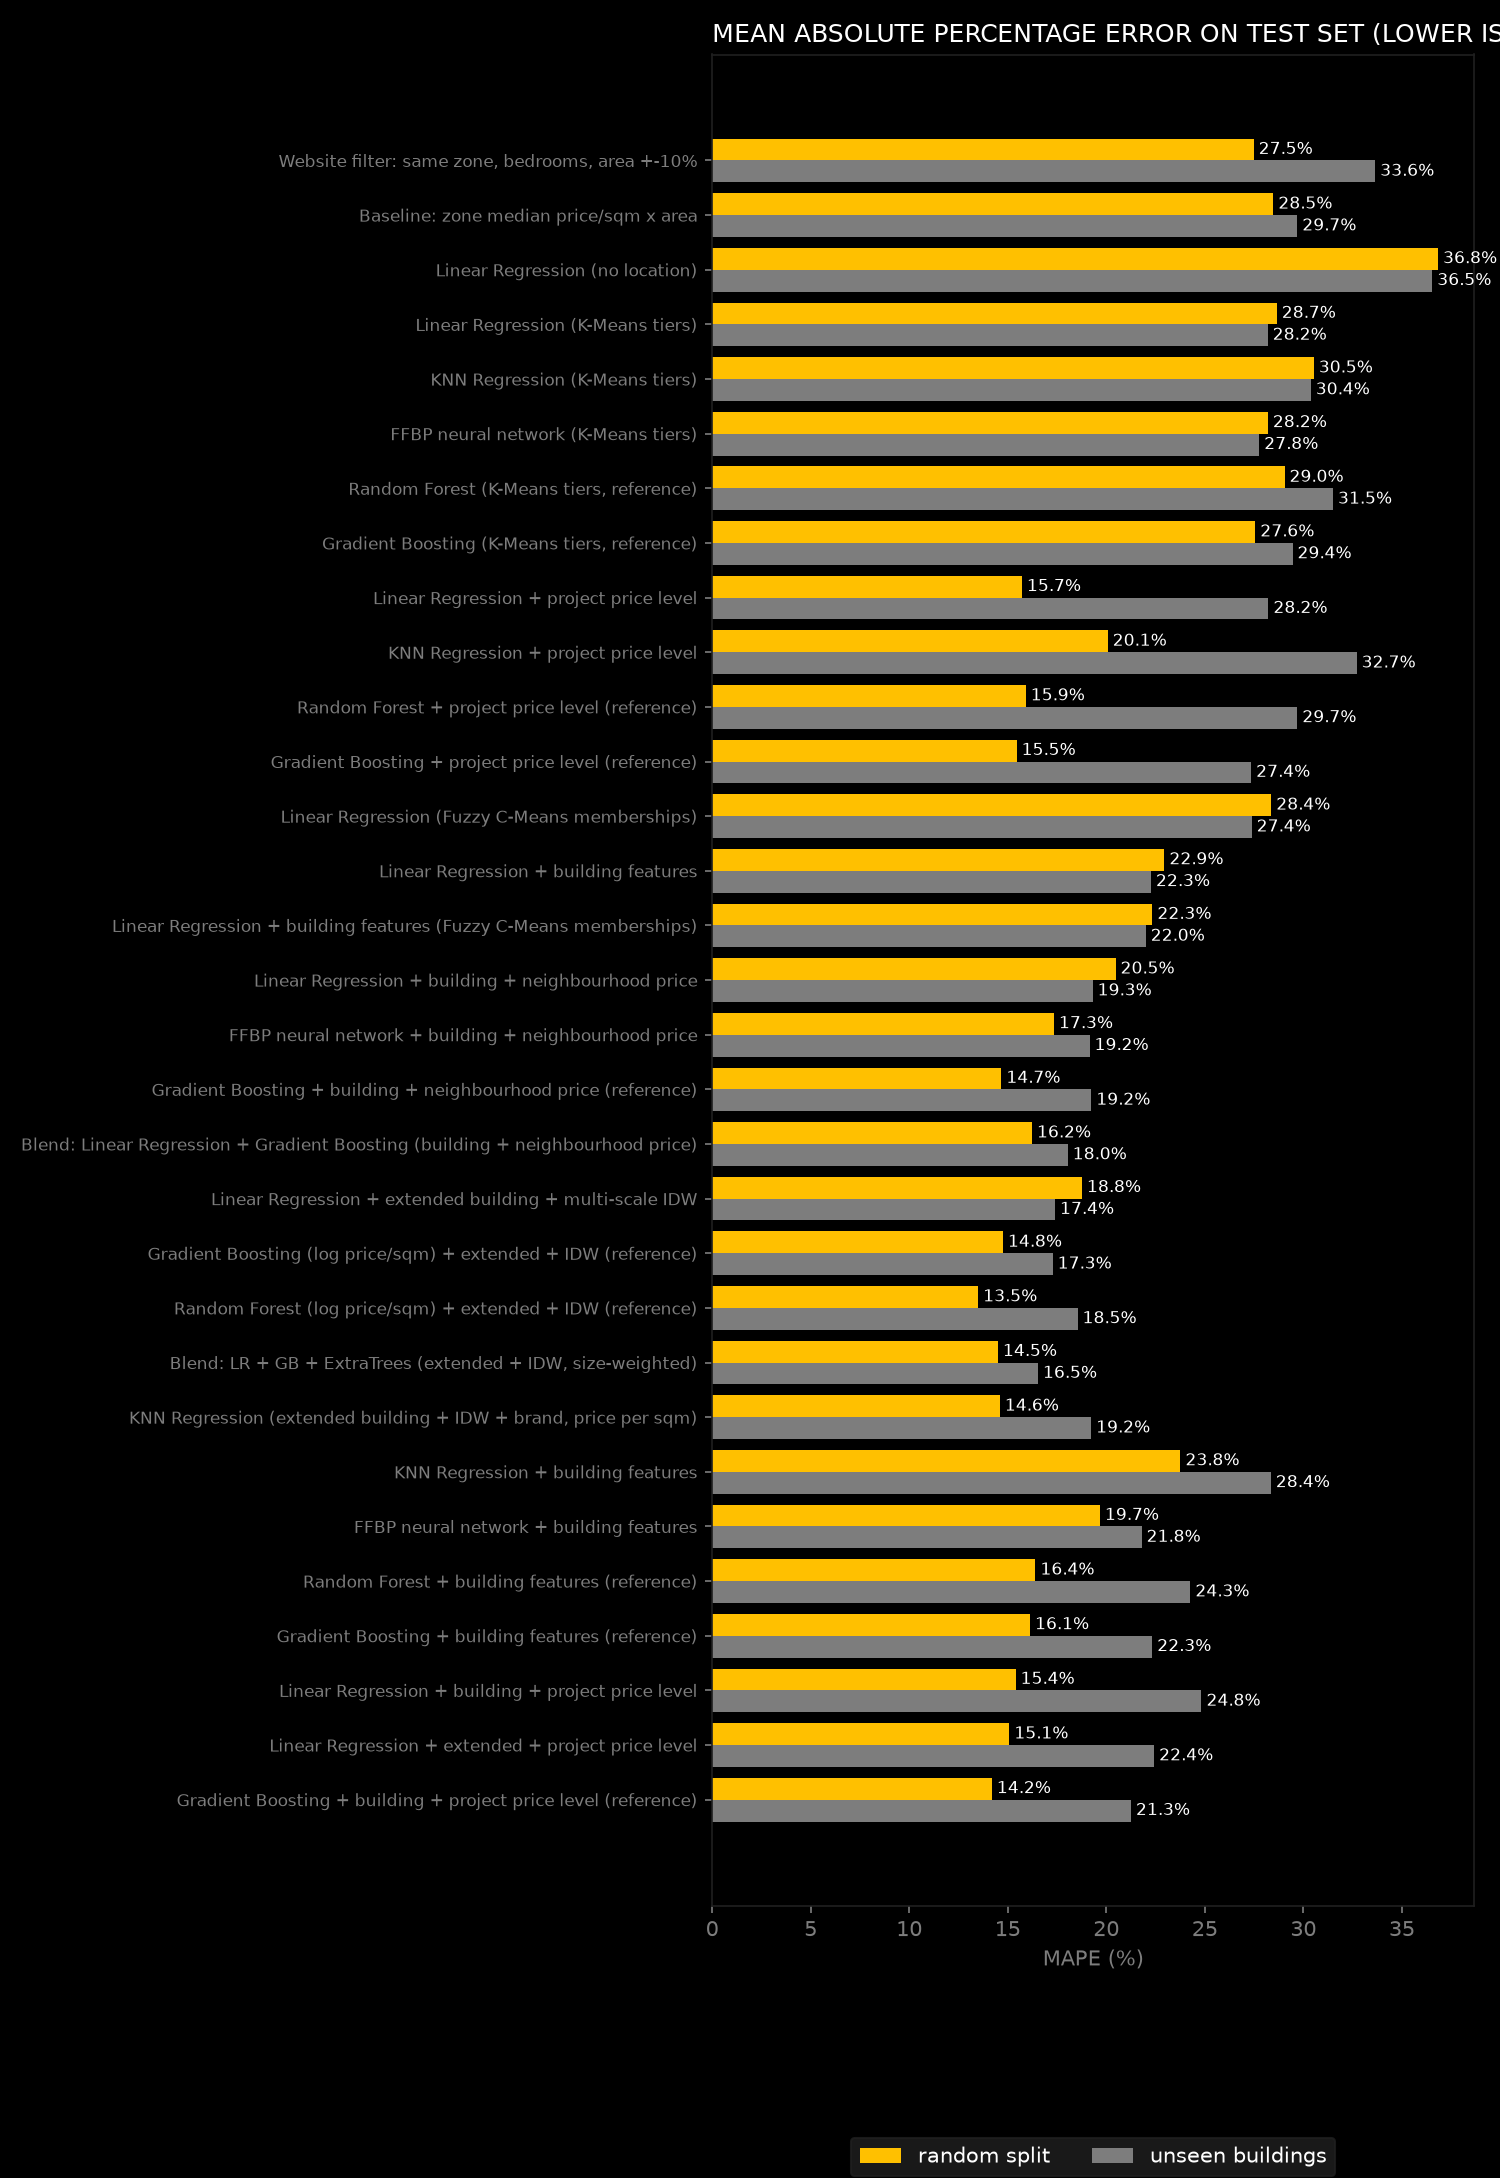 MEAN ABSOLUTE PERCENTAGE ERROR ON TEST SET (LOWER IS
Website filter: same zone, bedrooms, area +-10% 27.5%
33.6%
Baseline: zone median price/sqm x area 28.5%
29.7%
Linear Regression (no location) 36.8%
36.5%
Linear Regression (K-Means tiers) 28.7%
28.2%
KNN Regression (K-Means tiers) 30.5%
30.4%
FFBP neural network (K-Means tiers) 28.2%
27.8%
Random Forest (K-Means tiers, reference) 29.0%
31.5%
Gradient Boosting (K-Means tiers, reference) 27.6%
29.4%
Linear Regression + project price level 15.7%
28.2%
KNN Regression + project price level 20.1%
32.7%
Random Forest + project price level (reference) 15.9%
29.7%
Gradient Boosting + project price level (reference) 15.5%
27.4%
Linear Regression (Fuzzy C-Means memberships) 28.4%
27.4%
Linear Regression + building features 22.9%
22.3%
Linear Regression + building features (Fuzzy C-Means memberships) 22.3%
22.0%
Linear Regression + building + neighbourhood price 20.5%
19.3%
FFBP neural network + building + neighbourhood price 17.3%
19.2%
Gradient Boosting + building + neighbourhood price (reference) 14.7%
19.2%
Blend: Linear Regression + Gradient Boosting (building + neighbourhood price) 16.2%
18.0%
Linear Regression + extended building + multi-scale IDW 18.8%
17.4%
Gradient Boosting (log price/sqm) + extended + IDW (reference) 14.8%
17.3%
Random Forest (log price/sqm) + extended + IDW (reference) 13.5%
18.5%
Blend: LR + GB + ExtraTrees (extended + IDW, size-weighted) 14.5%
16.5%
KNN Regression (extended building + IDW + brand, price per sqm) 14.6%
19.2%
KNN Regression + building features 23.8%
28.4%
FFBP neural network + building features 19.7%
21.8%
Random Forest + building features (reference) 16.4%
24.3%
Gradient Boosting + building features (reference) 16.1%
22.3%
Linear Regression + building + project price level 15.4%
24.8%
Linear Regression + extended + project price level 15.1%
22.4%
Gradient Boosting + building + project price level (reference) 14.2%
21.3%
0 5 10 15 20 25 30 35
MAPE (%)
random split unseen buildings